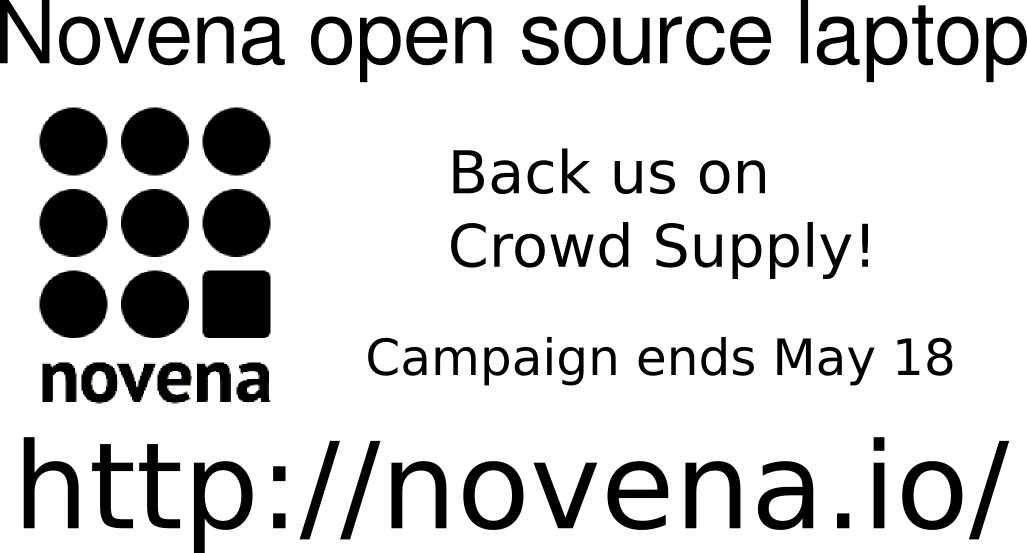 Novena open source laptop
Back us on
Crowd Supply!
Campaign ends May 18
novena
http://novena.io/